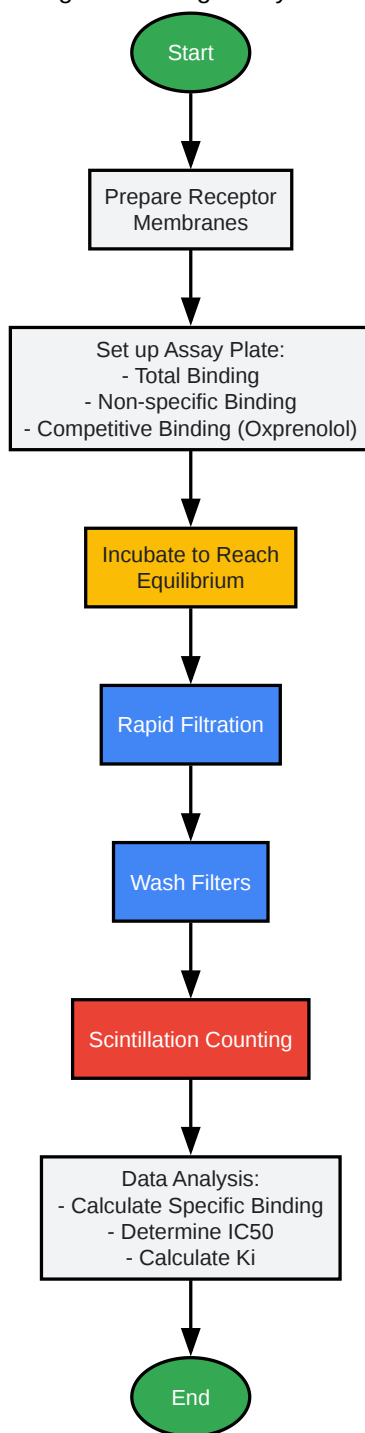 Start
Prepare Receptor
Membranes
Set up Assay Plate:
- Total Binding
- Non-specific Binding
- Competitive Binding (Oxprenolol)
Incubate to Reach
Equilibrium
Rapid Filtration
Wash Filters
Scintillation Counting
Data Analysis:
- Calculate Specific Binding
- Determine IC50
- Calculate Ki
End